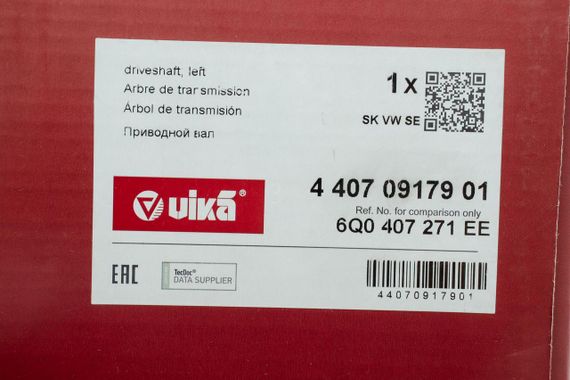 driveshaft, left
Arbre de transmission
Árbol de transmisión
Приводной вал
1 x
SK VW SE
vika®
4 407 09179 01
Ref. No. for comparison only
6Q0 407 271 EE
EAC
TecDoc®
DATA SUPPLIER
44070917901